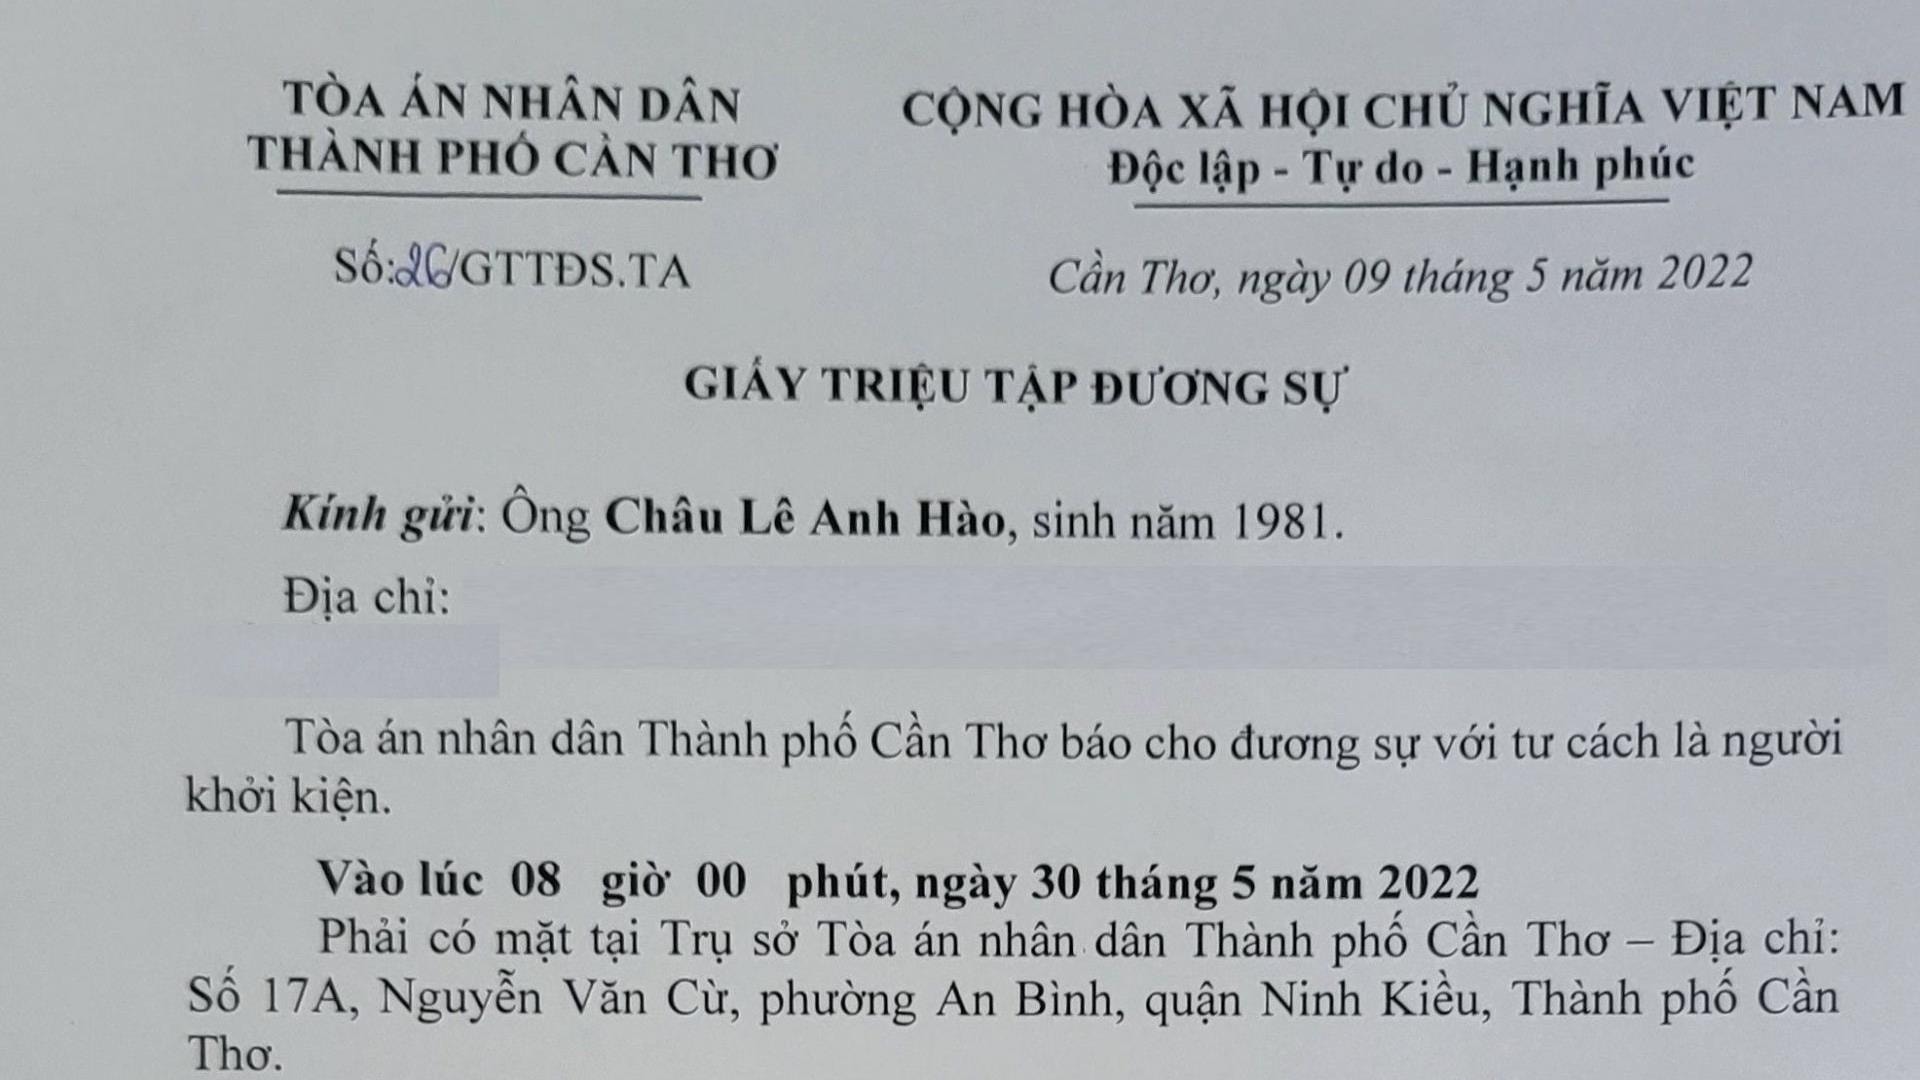 TÒA ÁN NHÂN DÂN
THÀNH PHỐ CẦN THƠ
CỘNG HÒA XÃ HỘI CHỦ NGHĨA VIỆT NAM
Độc lập - Tự do - Hạnh phúc
Số:26/GTTĐS.TA
Cần Thơ, ngày 09 tháng 5 năm 2022
GIẤY TRIỆU TẬP ĐƯƠNG SỰ
Kính gửi: Ông Châu Lê Anh Hào, sinh năm 1981.
Địa chỉ:
Tòa án nhân dân Thành phố Cần Thơ báo cho đương sự với tư cách là người
khởi kiện.
Vào lúc 08 giờ 00 phút, ngày 30 tháng 5 năm 2022
Phải có mặt tại Trụ sở Tòa án nhân dân Thành phố Cần Thơ – Địa chỉ:
Số 17A, Nguyễn Văn Cừ, phường An Bình, quận Ninh Kiều, Thành phố Cần
Thơ.